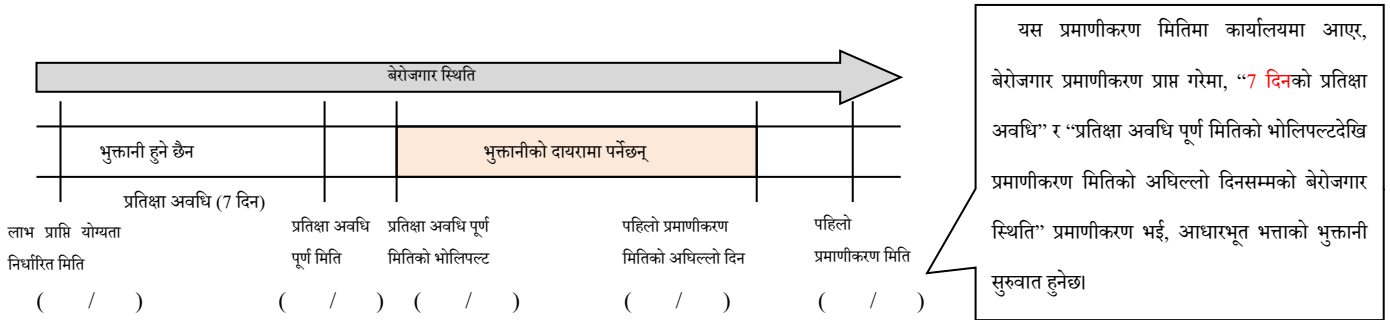 बेरोजगार स्थिति
भुक्तानी हुने छैन
भुक्तानीको दायरामा पर्नेछन्
प्रतिक्षा अवधि (7 दिन)
लाभ प्राप्ति योग्यता
निर्धारित मिति
( / )
प्रतिक्षा अवधि
पूर्ण मिति
( / )
प्रतिक्षा अवधि पूर्ण
मितिको भोलिपल्ट
( / )
पहिलो प्रमाणीकरण
मितिको अघिल्लो दिन
( / )
पहिलो
प्रमाणीकरण मिति
( / )
यस प्रमाणीकरण मितिमा कार्यालयमा आएर,
बेरोजगार प्रमाणीकरण प्राप्त गरेमा, “7 दिनको प्रतिक्षा
अवधि” र “प्रतिक्षा अवधि पूर्ण मितिको भोलिपल्टदेखि
प्रमाणीकरण मितिको अघिल्लो दिनसम्मको बेरोजगार
स्थिति” प्रमाणीकरण भई, आधारभूत भत्ताको भुक्तानी
सुरुवात हुनेछ।